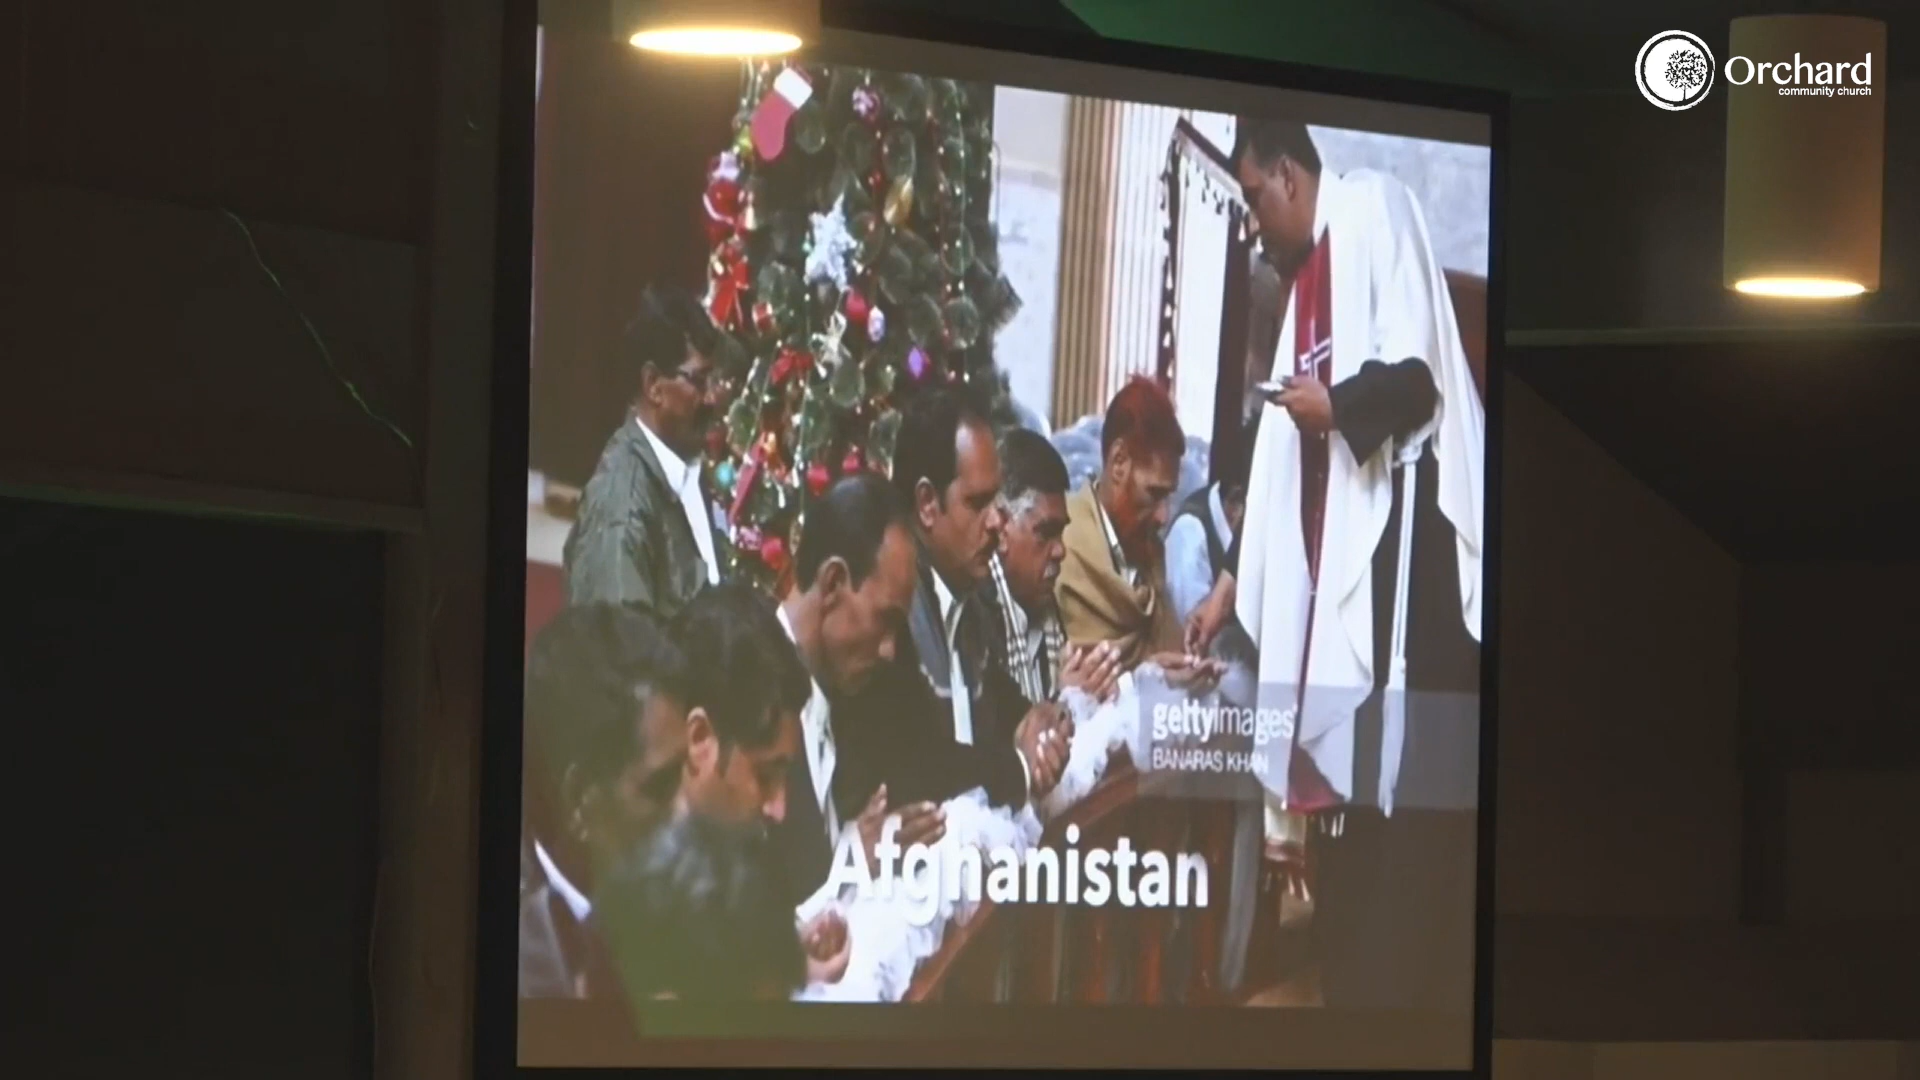 Orchard
community church
gettyimages
BANARAS KHAN
Afghanistan